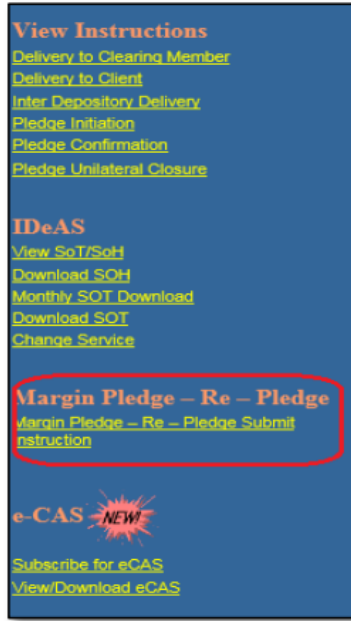 View Instructions
Delivery to Clearing Member
Delivery to Client
Inter Depository Delivery
Pledge Initiation
Pledge Confirmation
Pledge Unilateral Closure
IDeAS
View SoT/SoH
Download SOH
Monthly SOT Download
Download SOT
Change Service
Margin Pledge – Re – Pledge
Margin Pledge – Re – Pledge Submit
Instruction
e-CAS NEW!
Subscribe for eCAS
View/Download eCAS